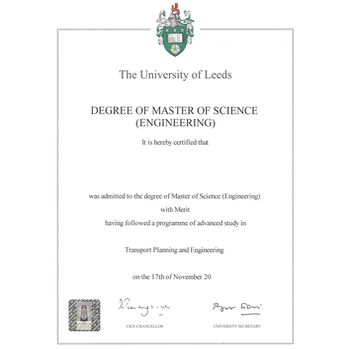 The University of Leeds
DEGREE OF MASTER OF SCIENCE
(ENGINEERING)
It is hereby certified that
was admitted to the degree of Master of Science (Engineering)
with Merit
having followed a programme of advanced study in
Transport Planning and Engineering
on the 17th of November 20
VICE CHANCELLOR UNIVERSITY SECRETARY